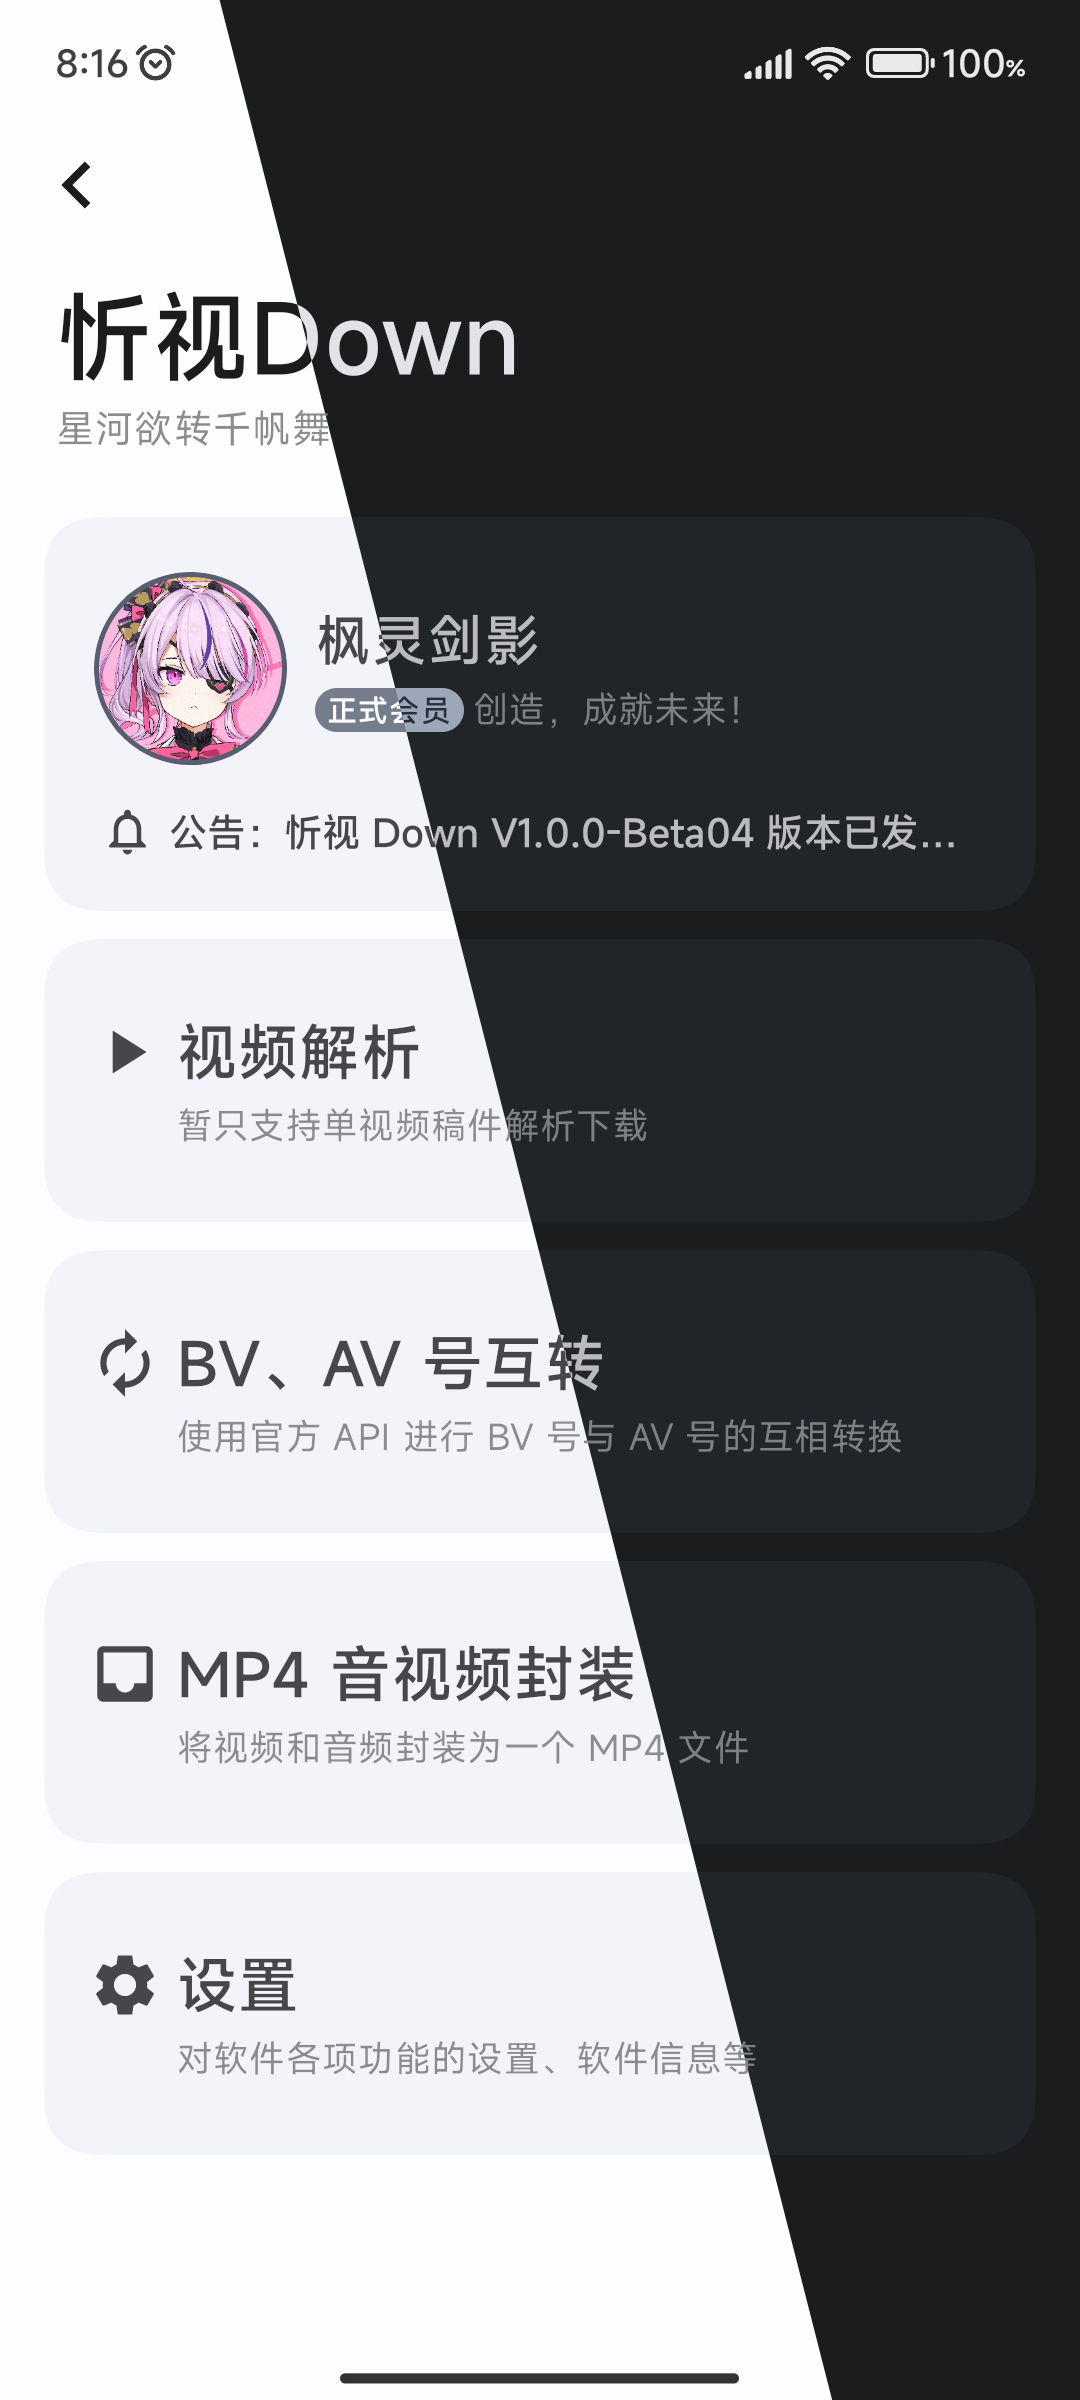 8:16 100%
忻视Down
星河欲转千帆舞
枫灵剑影
正式会员 创造，成就未来！
公告：忻视 Down V1.0.0-Beta04 版本已发...
视频解析
暂只支持单视频稿件解析下载
BV、AV 号互转
使用官方 API 进行 BV 号与 AV 号的互相转换
MP4 音视频封装
将视频和音频封装为一个 MP4 文件
设置
对软件各项功能的设置、软件信息等